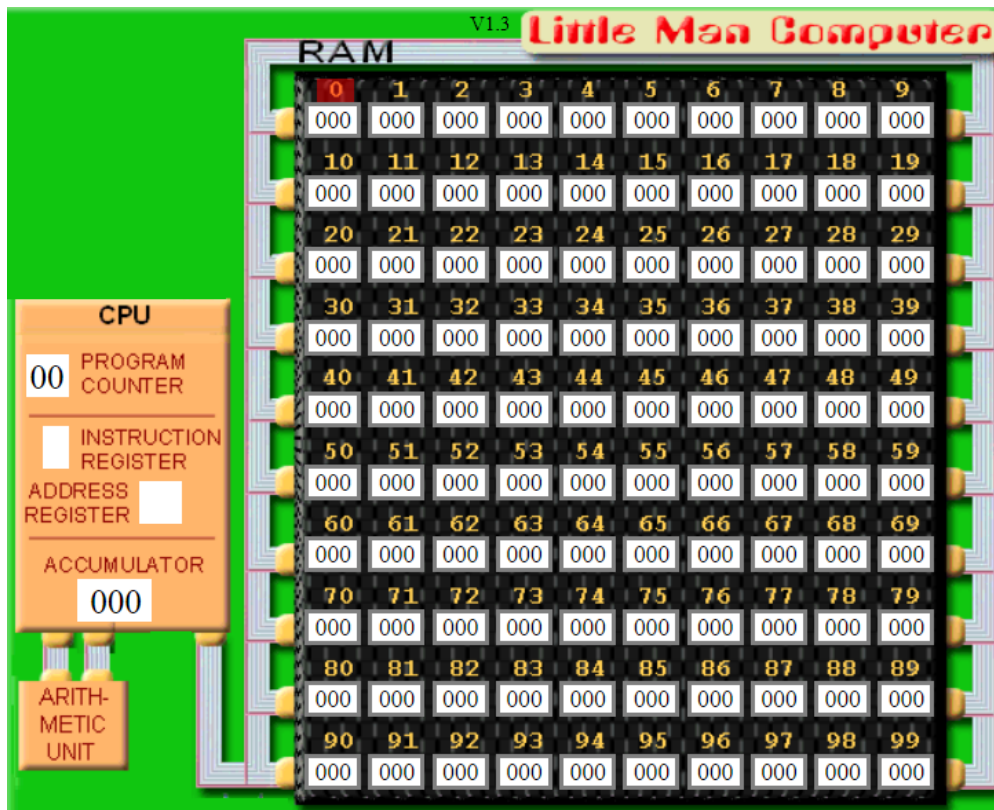 V1.3 Little Man Computer
RAM
0 1 2 3 4 5 6 7 8 9
000 000 000 000 000 000 000 000 000 000
10 11 12 13 14 15 16 17 18 19
000 000 000 000 000 000 000 000 000 000
20 21 22 23 24 25 26 27 28 29
000 000 000 000 000 000 000 000 000 000
30 31 32 33 34 35 36 37 38 39
000 000 000 000 000 000 000 000 000 000
40 41 42 43 44 45 46 47 48 49
000 000 000 000 000 000 000 000 000 000
50 51 52 53 54 55 56 57 58 59
000 000 000 000 000 000 000 000 000 000
60 61 62 63 64 65 66 67 68 69
000 000 000 000 000 000 000 000 000 000
70 71 72 73 74 75 76 77 78 79
000 000 000 000 000 000 000 000 000 000
80 81 82 83 84 85 86 87 88 89
000 000 000 000 000 000 000 000 000 000
90 91 92 93 94 95 96 97 98 99
000 000 000 000 000 000 000 000 000 000
CPU
00 PROGRAM
COUNTER
INSTRUCTION
REGISTER
ADDRESS
REGISTER
ACCUMULATOR
000
ARITH-
METIC
UNIT